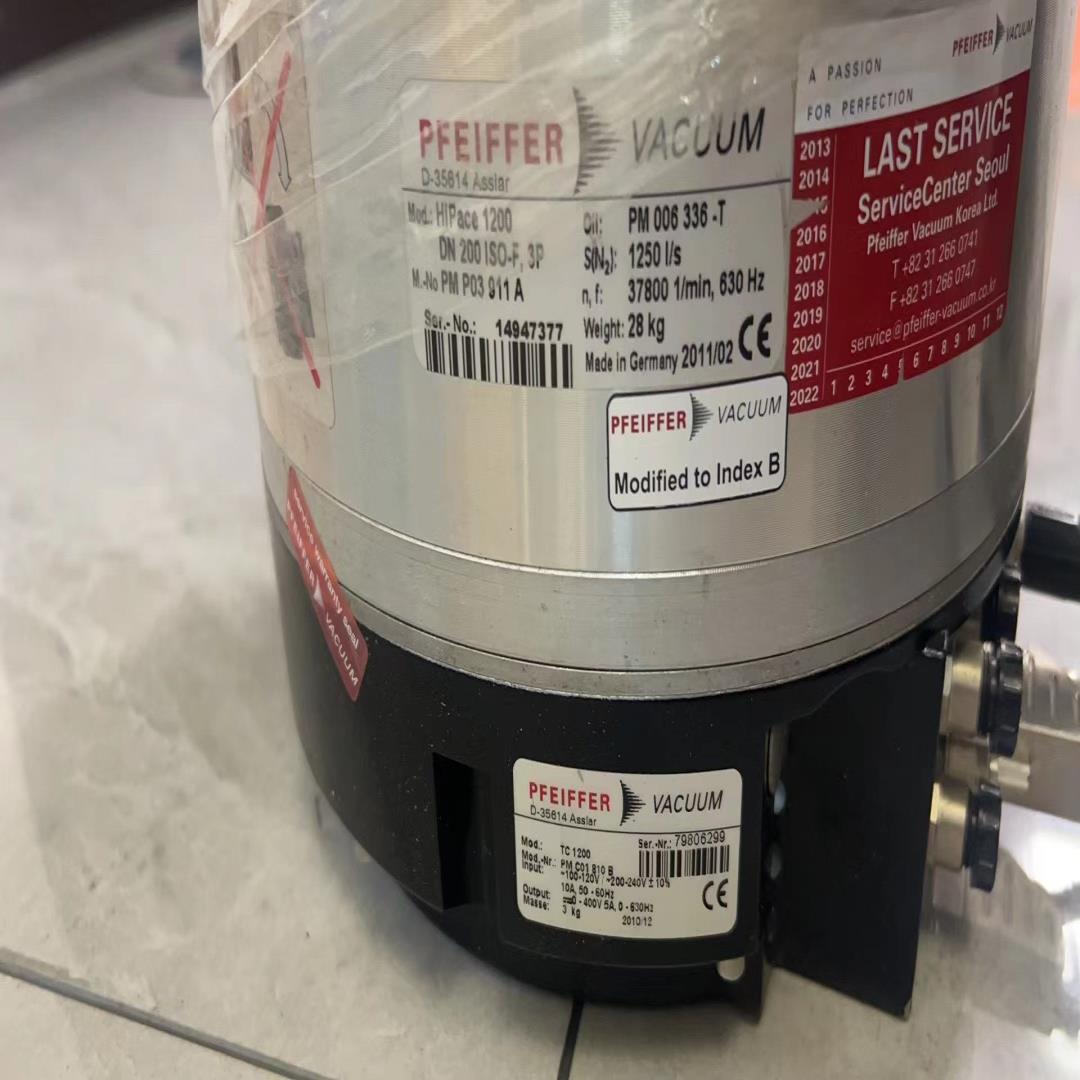 PFEIFFER VACUUM
D-35614 Asslar
Mod.: HiPace 1200
DN 200 ISO-F, 3P
M.-No PM P03 911 A
Ser.- No.: 14947377
Oil: PM 006 336 -T
S(N₂): 1250 l/s
n, f: 37800 1/min, 630 Hz
Weight: 28 kg
Made in Germany 2011/02 CE
PFEIFFER VACUUM
A PASSION
FOR PERFECTION
LAST SERVICE
ServiceCenter Seoul
Pfeiffer Vacuum Korea Ltd.
T +82 31 266 0741
F +82 31 266 0747
service@pfeiffer-vacuum.co.kr
2013
2014
2016
2017
2018
2019
2020
2021
2022 1 2 3 4 5 6 7 8 9 10 11 12
PFEIFFER VACUUM
Modified to Index B
service warranty seal
PFEIFFER VACUUM
PFEIFFER VACUUM
D-35614 Asslar
Mod.: TC 1200
Mod.-Nr.: PM C01 810 B
Input: ~100-120V / ~200-240V ± 10%
10A, 50 - 60Hz
Output: 0 - 400V 5A, 0 - 630Hz
Masse: 3 kg
Ser.-Nr.: 79806299
CE
2010/12